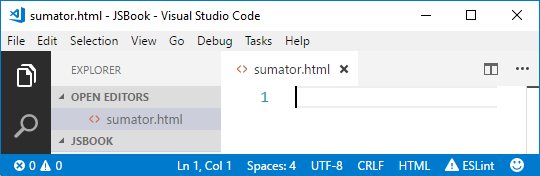 sumator.html - JSBook - Visual Studio Code
File Edit Selection View Go Debug Tasks Help
EXPLORER
<> sumator.html ×
OPEN EDITORS
1
<> sumator.html
JSBOOK
0 0 Ln 1, Col 1 Spaces: 4 UTF-8 CRLF HTML ESLint